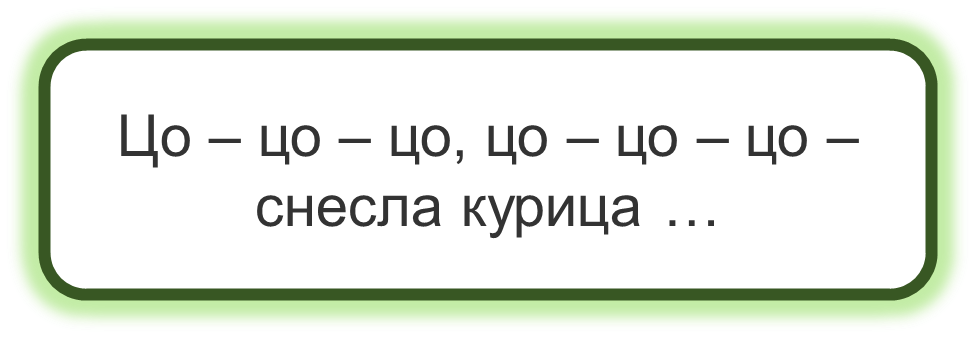 Цо – цо – цо, цо – цо – цо –
снесла курица …